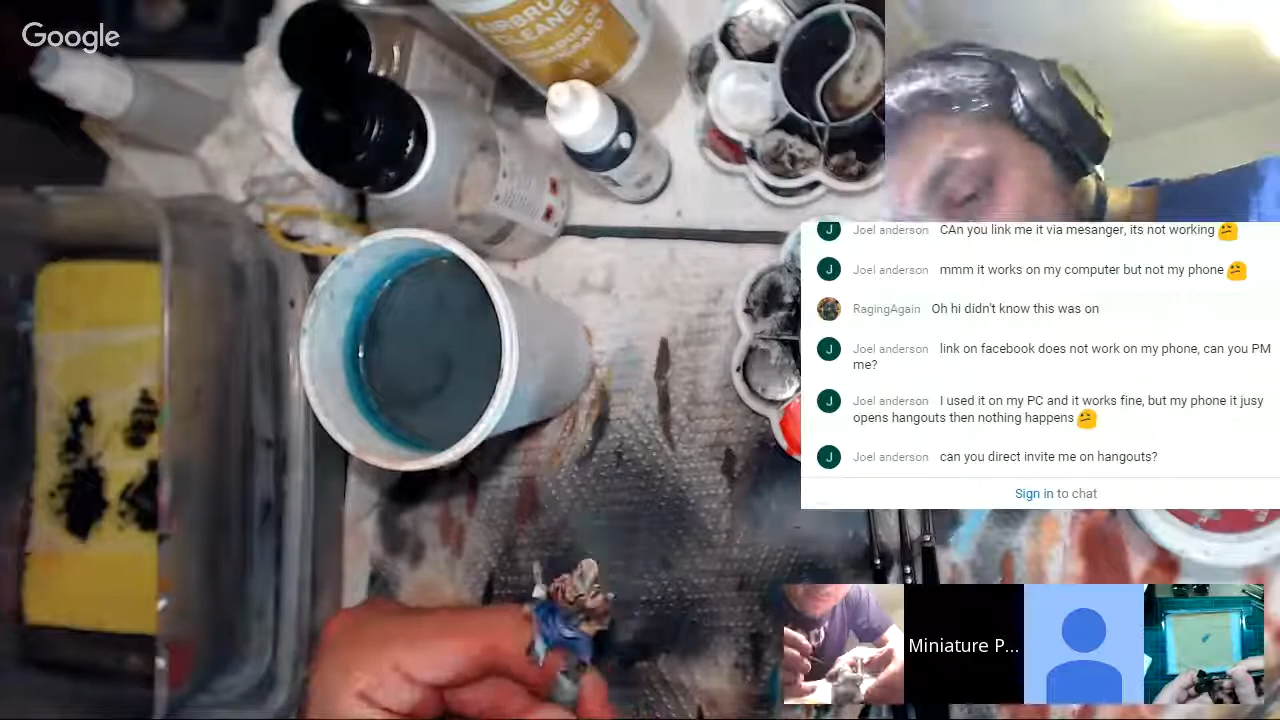 Google
AIRBRU
CLEANER
Joel anderson CAn you link me it via mesanger, its not working
J
Joel anderson mmm it works on my computer but not my phone
J
RagingAgain Oh hi didn't know this was on
Joel anderson link on facebook does not work on my phone, can you PM
J
me?
Joel anderson I used it on my PC and it works fine, but my phone it jusy
J
opens hangouts then nothing happens
Joel anderson can you direct invite me on hangouts?
J
Sign in to chat
Miniature P...